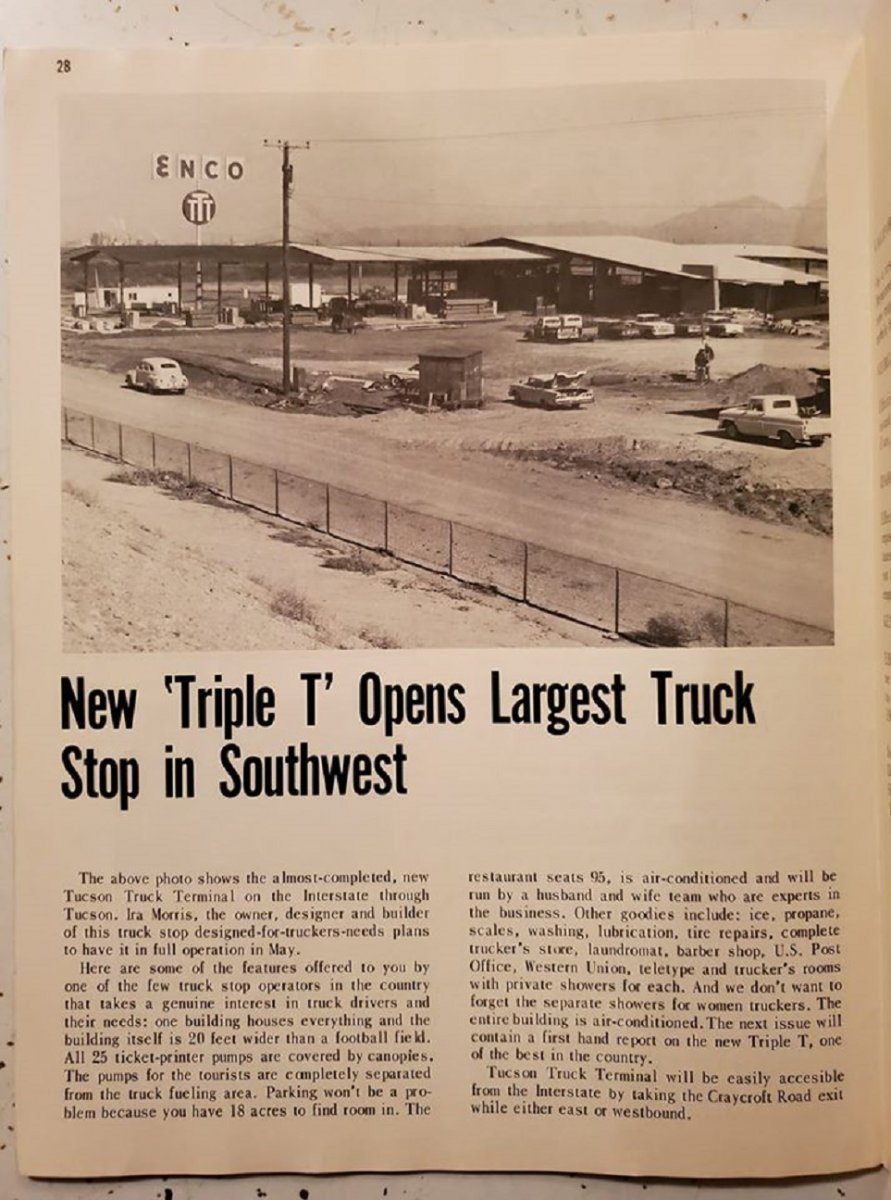 28
ENCO
TTT
New 'Triple T' Opens Largest Truck
Stop in Southwest
The above photo shows the almost-completed, new
Tucson Truck Terminal on the Interstate through
Tucson. Ira Morris, the owner, designer and builder
of this truck stop designed-for-truckers-needs plans
to have it in full operation in May.
Here are some of the features offered to you by
one of the few truck stop operators in the country
that takes a genuine interest in truck drivers and
their needs: one building houses everything and the
building itself is 20 feet wider than a football field.
All 25 ticket-printer pumps are covered by canopies.
The pumps for the tourists are completely separated
from the truck fueling area. Parking won't be a pro-
blem because you have 18 acres to find room in. The
restaurant seats 95, is air-conditioned and will be
run by a husband and wife team who are experts in
the business. Other goodies include: ice, propane,
scales, washing, lubrication, tire repairs, complete
trucker's store, laundromat, barber shop, U.S. Post
Office, Western Union, teletype and trucker's rooms
with private showers for each. And we don't want to
forget the separate showers for women truckers. The
entire building is air-conditioned. The next issue will
contain a first hand report on the new Triple T, one
of the best in the country.
Tucson Truck Terminal will be easily accesible
from the Interstate by taking the Craycroft Road exit
while either east or westbound.